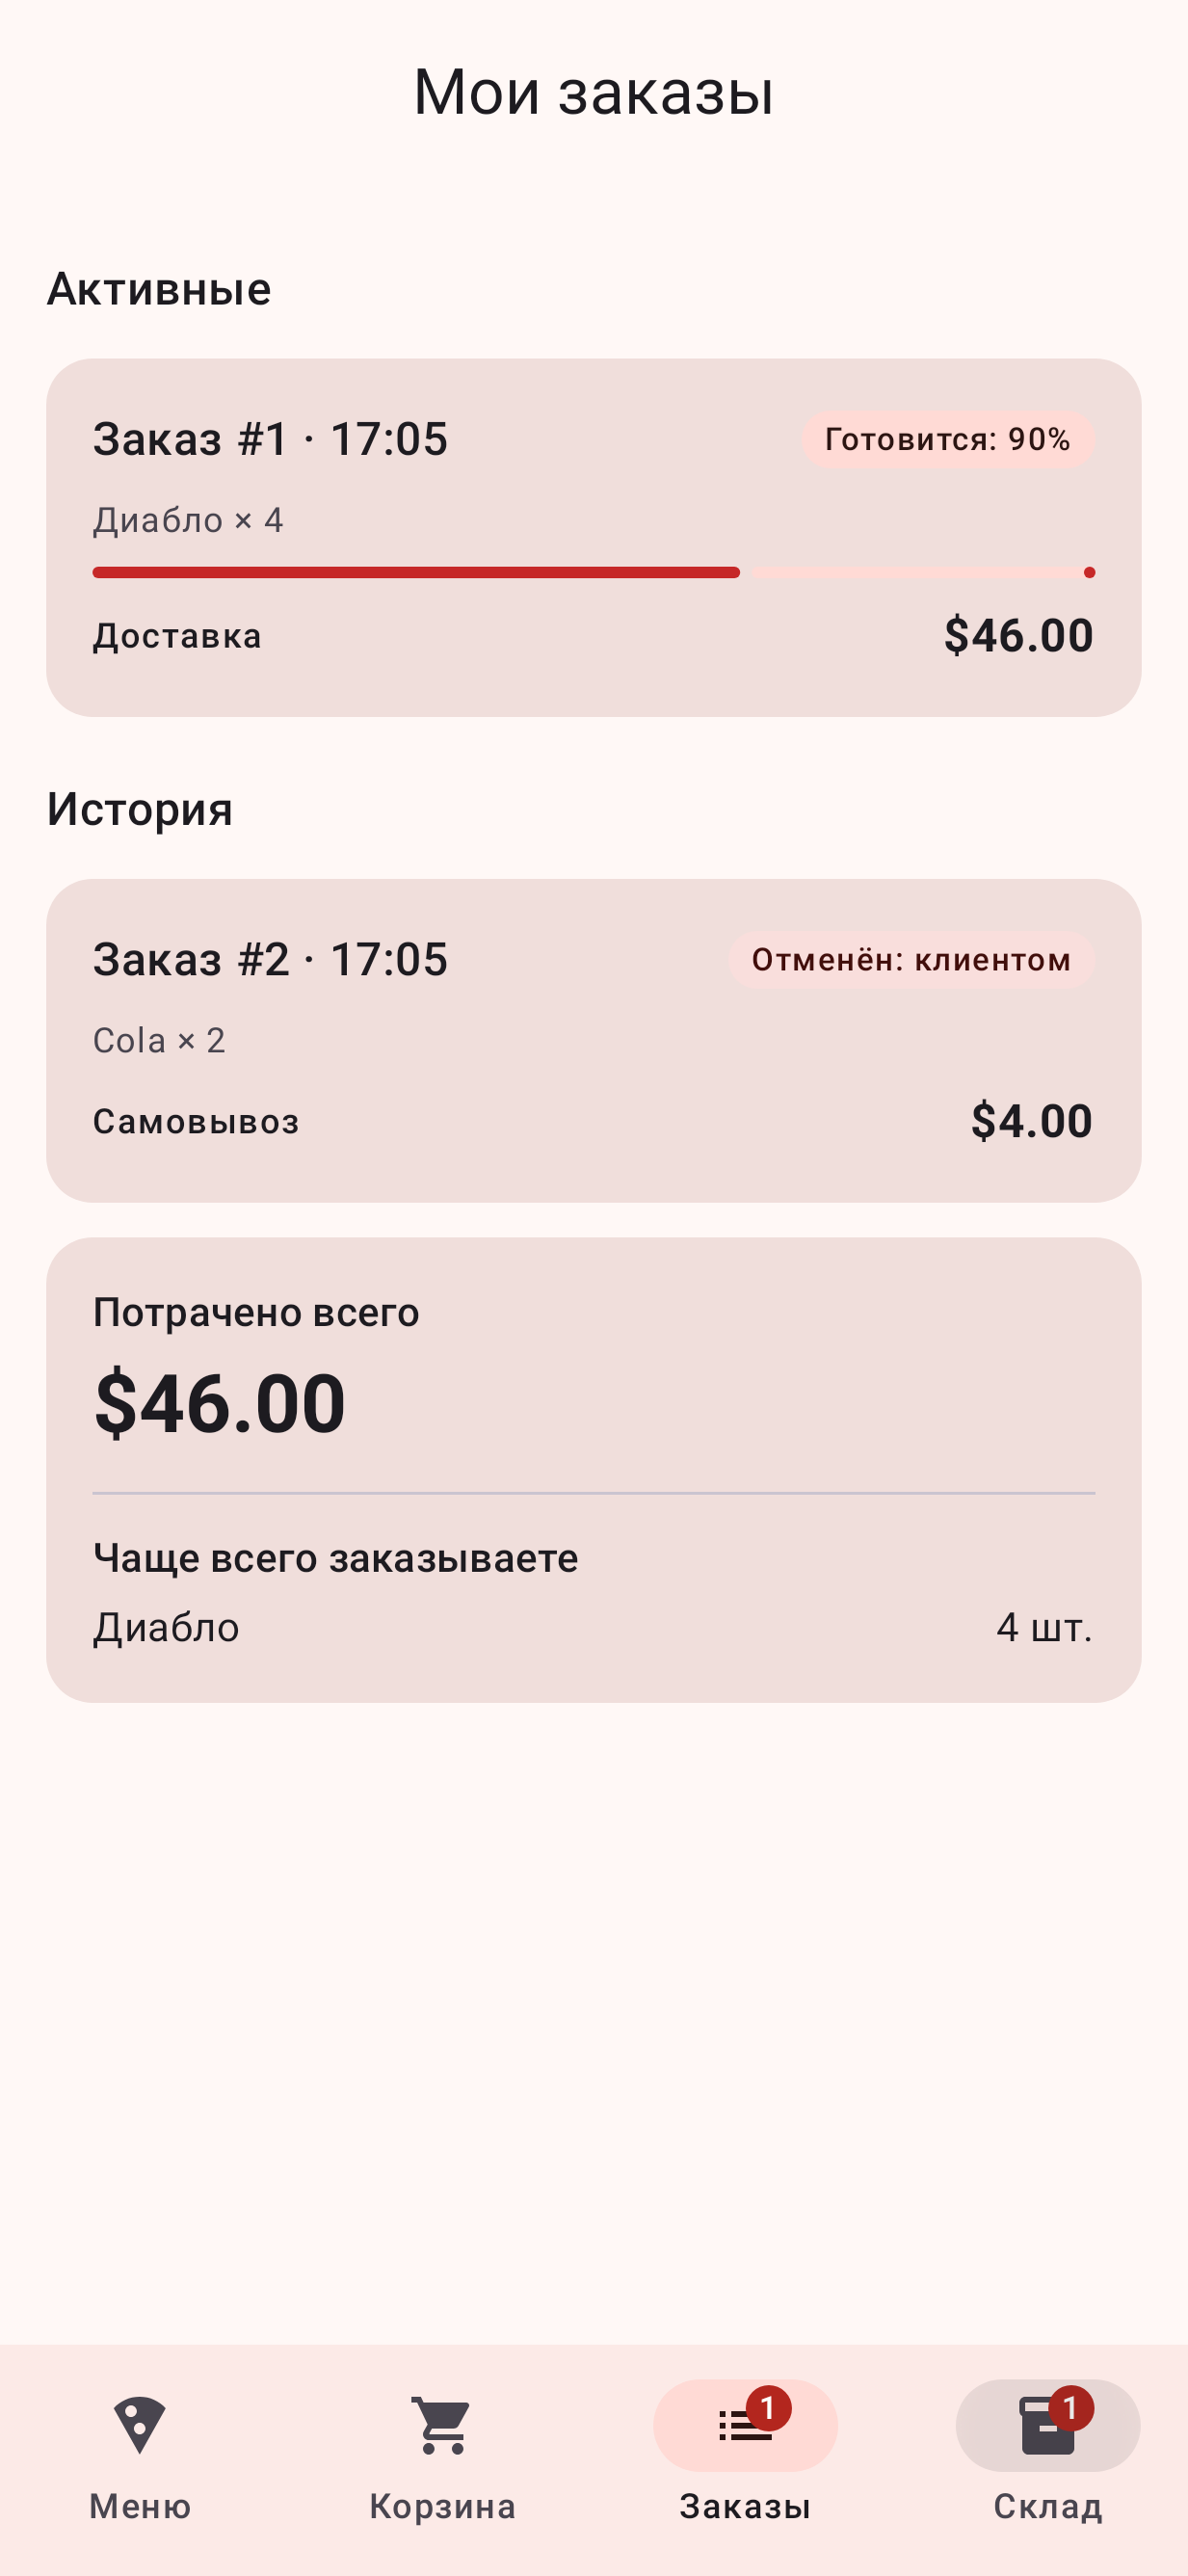 Мои заказы
Активные
Заказ #1 · 17:05
Готовится: 90%
Диабло × 4
Доставка
$46.00
История
Заказ #2 · 17:05
Отменён: клиентом
Cola × 2
Самовывоз
$4.00
Потрачено всего
$46.00
Чаще всего заказываете
Диабло
4 шт.
1
1
Меню
Корзина
Заказы
Склад